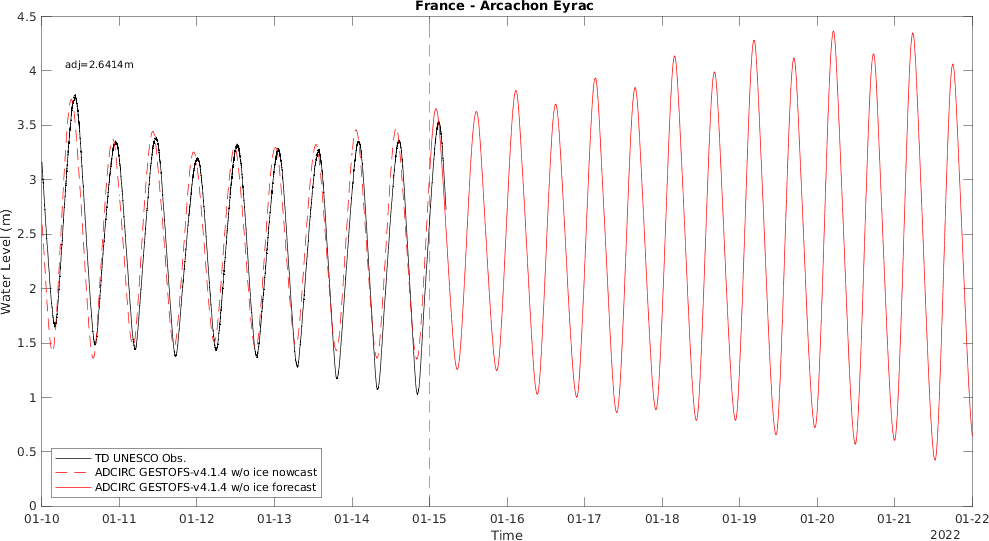 France - Arcachon Eyrac
4.5
adj=2.6414m
4
3.5
3
2.5
2
1.5
1
0.5
0
Water Level (m)
TD UNESCO Obs.
ADCIRC GESTOFS-v4.1.4 w/o ice nowcast
ADCIRC GESTOFS-v4.1.4 w/o ice forecast
01-10 01-11 01-12 01-13 01-14 01-15 01-16 01-17 01-18 01-19 01-20 01-21 01-22
Time
2022